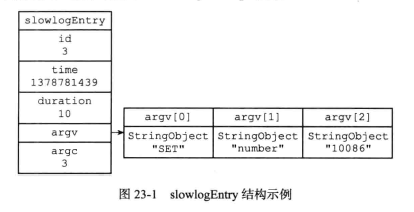 slowlogEntry
id
3
time
1378781439
duration
10
argv
argc
3
argv[0]
argv[1]
argv[2]
StringObject
"SET"
StringObject
"number"
StringObject
"10086"
图 23-1 slowlogEntry 结构示例